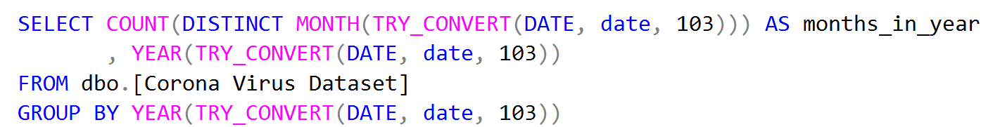 SELECT COUNT(DISTINCT MONTH(TRY_CONVERT(DATE, date, 103))) AS months_in_year
, YEAR(TRY_CONVERT(DATE, date, 103))
FROM dbo.[Corona Virus Dataset]
GROUP BY YEAR(TRY_CONVERT(DATE, date, 103))